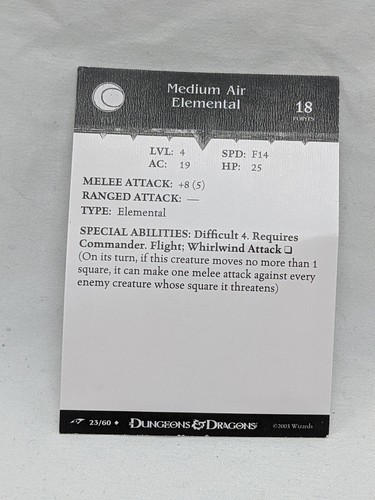 Medium Air
Elemental
18
POINTS
LVL: 4 SPD: F14
AC: 19 HP: 25
MELEE ATTACK: +8 (5)
RANGED ATTACK: —
TYPE: Elemental
SPECIAL ABILITIES: Difficult 4. Requires
Commander. Flight; Whirlwind Attack ❑
(On its turn, if this creature moves no more than 1
square, it can make one melee attack against every
enemy creature whose square it threatens)
23/60 ◆ DUNGEONS & DRAGONS ©2003 Wizards